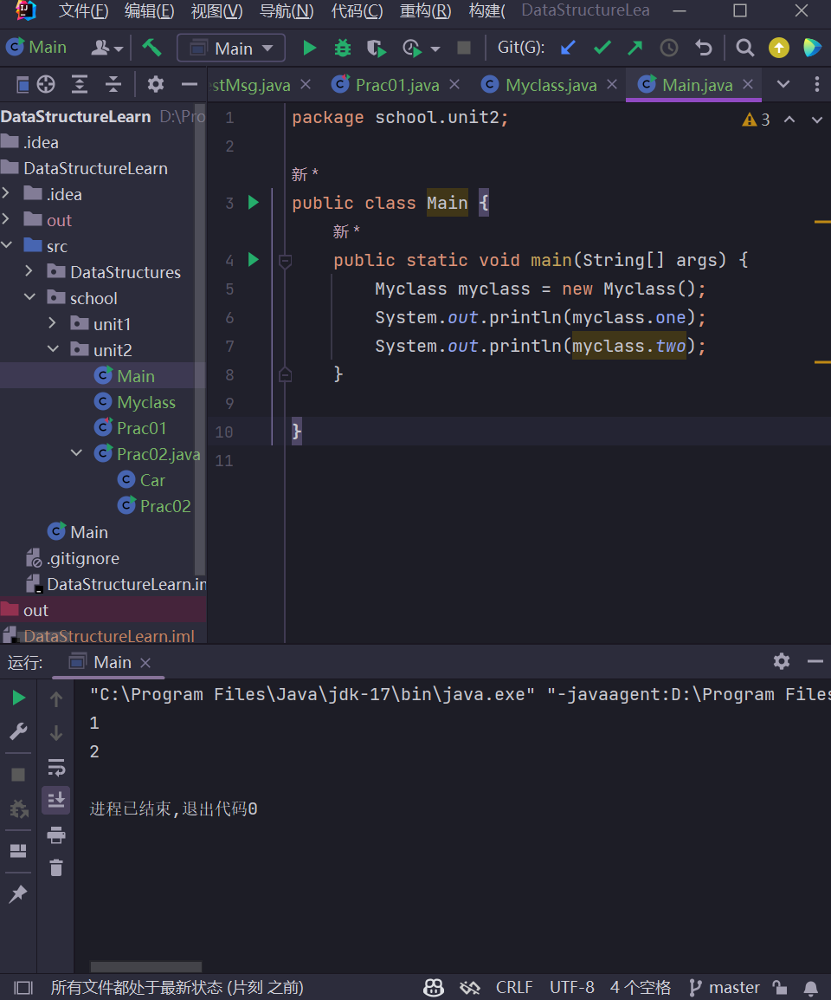 文件(F) 编辑(E) 视图(V) 导航(N) 代码(C) 重构(R) 构建( DataStructureLea
Main Main Git(G):
stMsg.java Prac01.java Myclass.java Main.java
DataStructureLearn D:\Pro
.idea
DataStructureLearn
.idea
out
src
DataStructures
school
unit1
unit2
Main
Myclass
Prac01
Prac02.java
Car
Prac02
Main
.gitignore
DataStructureLearn.in
out
DataStructureLearn.iml
3
1 package school.unit2;
2
新 *
3 public class Main {
新 *
4 public static void main(String[] args) {
5 Myclass myclass = new Myclass();
6 System.out.println(myclass.one);
7 System.out.println(myclass.two);
8 }
9
10 }
11
运行: Main
"C:\Program Files\Java\jdk-17\bin\java.exe" "-javaagent:D:\Program Files
1
2
进程已结束,退出代码0
所有文件都处于最新状态 (片刻 之前) CRLF UTF-8 4 个空格 master